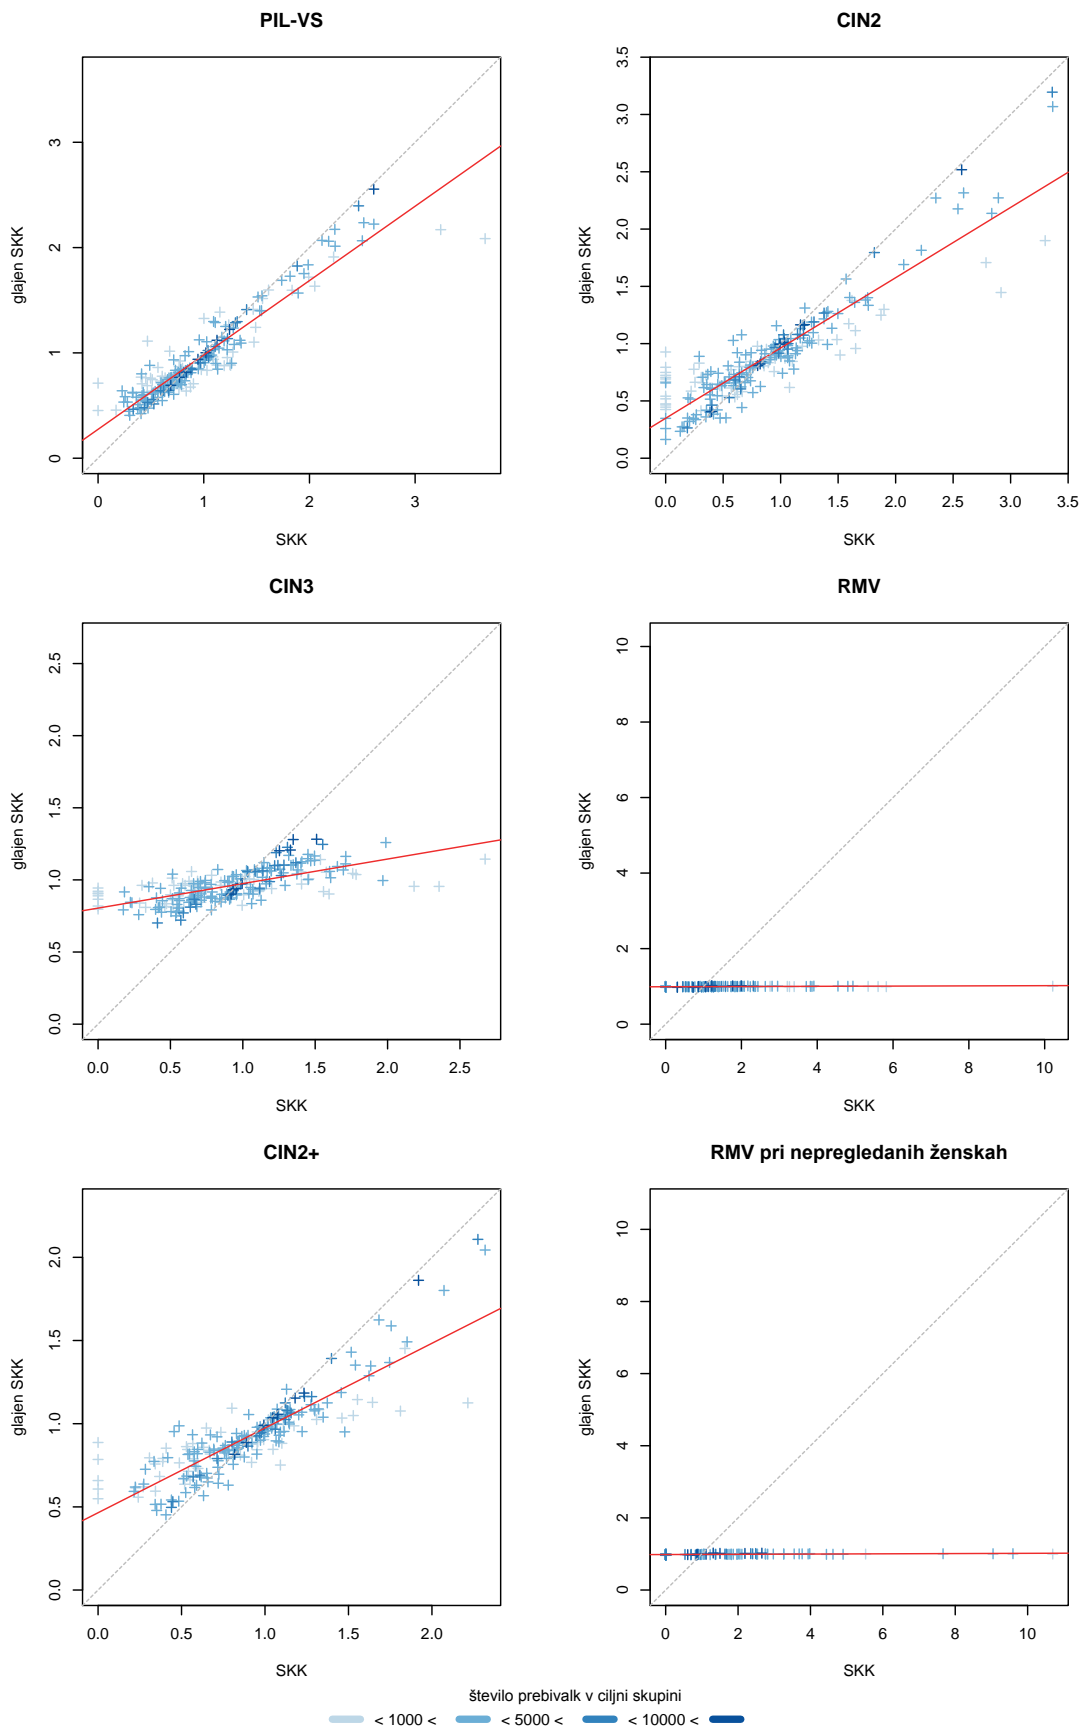 PIL-VS
CIN2
glajen SKK
0 1 2 3
0 1 2 3
SKK
glajen SKK
0.0 0.5 1.0 1.5 2.0 2.5 3.0 3.5
0.0 0.5 1.0 1.5 2.0 2.5 3.0 3.5
SKK
CIN3
RMV
glajen SKK
0.0 0.5 1.0 1.5 2.0 2.5
0.0 0.5 1.0 1.5 2.0 2.5
SKK
glajen SKK
0 2 4 6 8 10
0 2 4 6 8 10
SKK
CIN2+
RMV pri nepregledanih ženskah
glajen SKK
0.0 0.5 1.0 1.5 2.0
0.0 0.5 1.0 1.5 2.0
SKK
glajen SKK
0 2 4 6 8 10
0 2 4 6 8 10
SKK
število prebivalk v ciljni skupini
< 1000 < < 5000 < < 10000 <